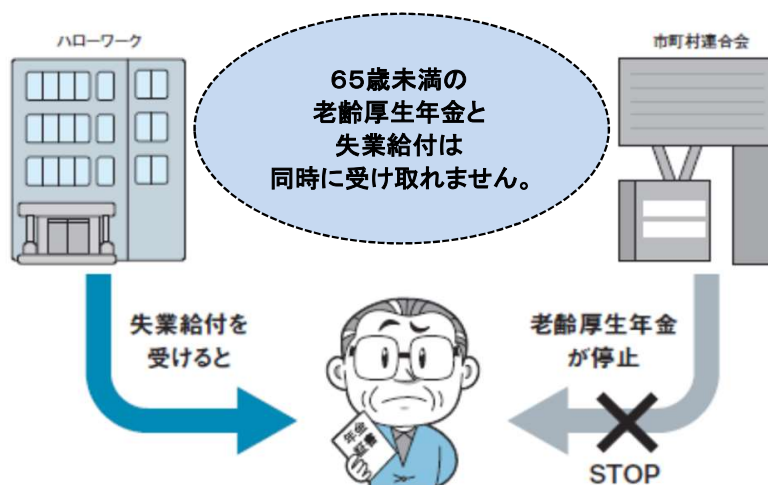 ハローワーク
市町村連合会
65歳未満の
老齢厚生年金と
失業給付は
同時に受け取れません。
失業給付を
受けると
老齢厚生年金
が停止
年金
証書
STOP